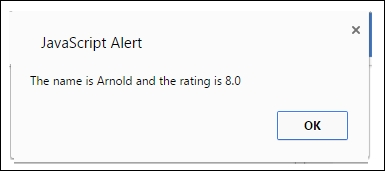 JavaScript Alert
The name is Arnold and the rating is 8.0
OK